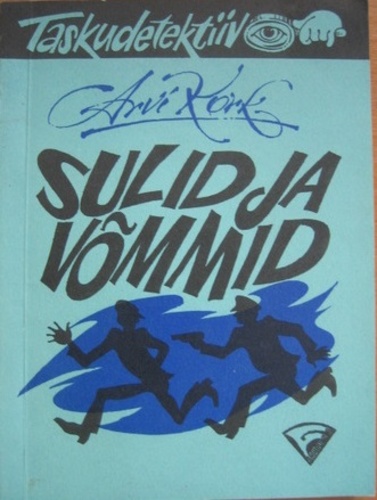 Taskudetektiiv
Arvi Kork
SULID JA
VÕMMID